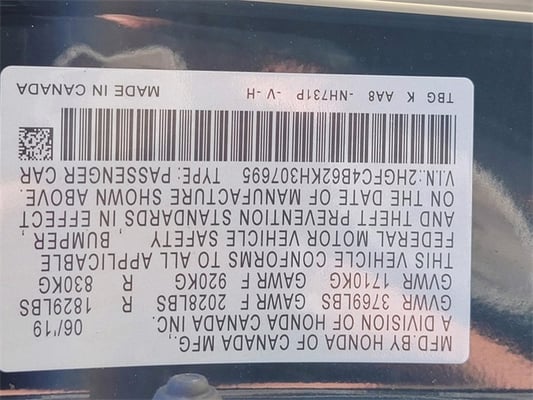 MFD.BY HONDA OF CANADA MFG.,
A DIVISION OF HONDA CANADA INC. 06/'19
GVWR 3769LBS GAWR F 2028LBS R 1829LBS
GVWR 1710KG GAWR F 920KG R 830KG
THIS VEHICLE CONFORMS TO ALL APPLICABLE
FEDERAL MOTOR VEHICLE SAFETY , BUMPER,
AND THEFT PREVENTION STANDARDS IN EFFECT
ON THE DATE OF MANUFACTURE SHOWN ABOVE.
V.I.N.:2HGFC4B62KH307695 TYPE: PASSENGER CAR
TBG K AA8 -NH731P -V -H MADE IN CANADA